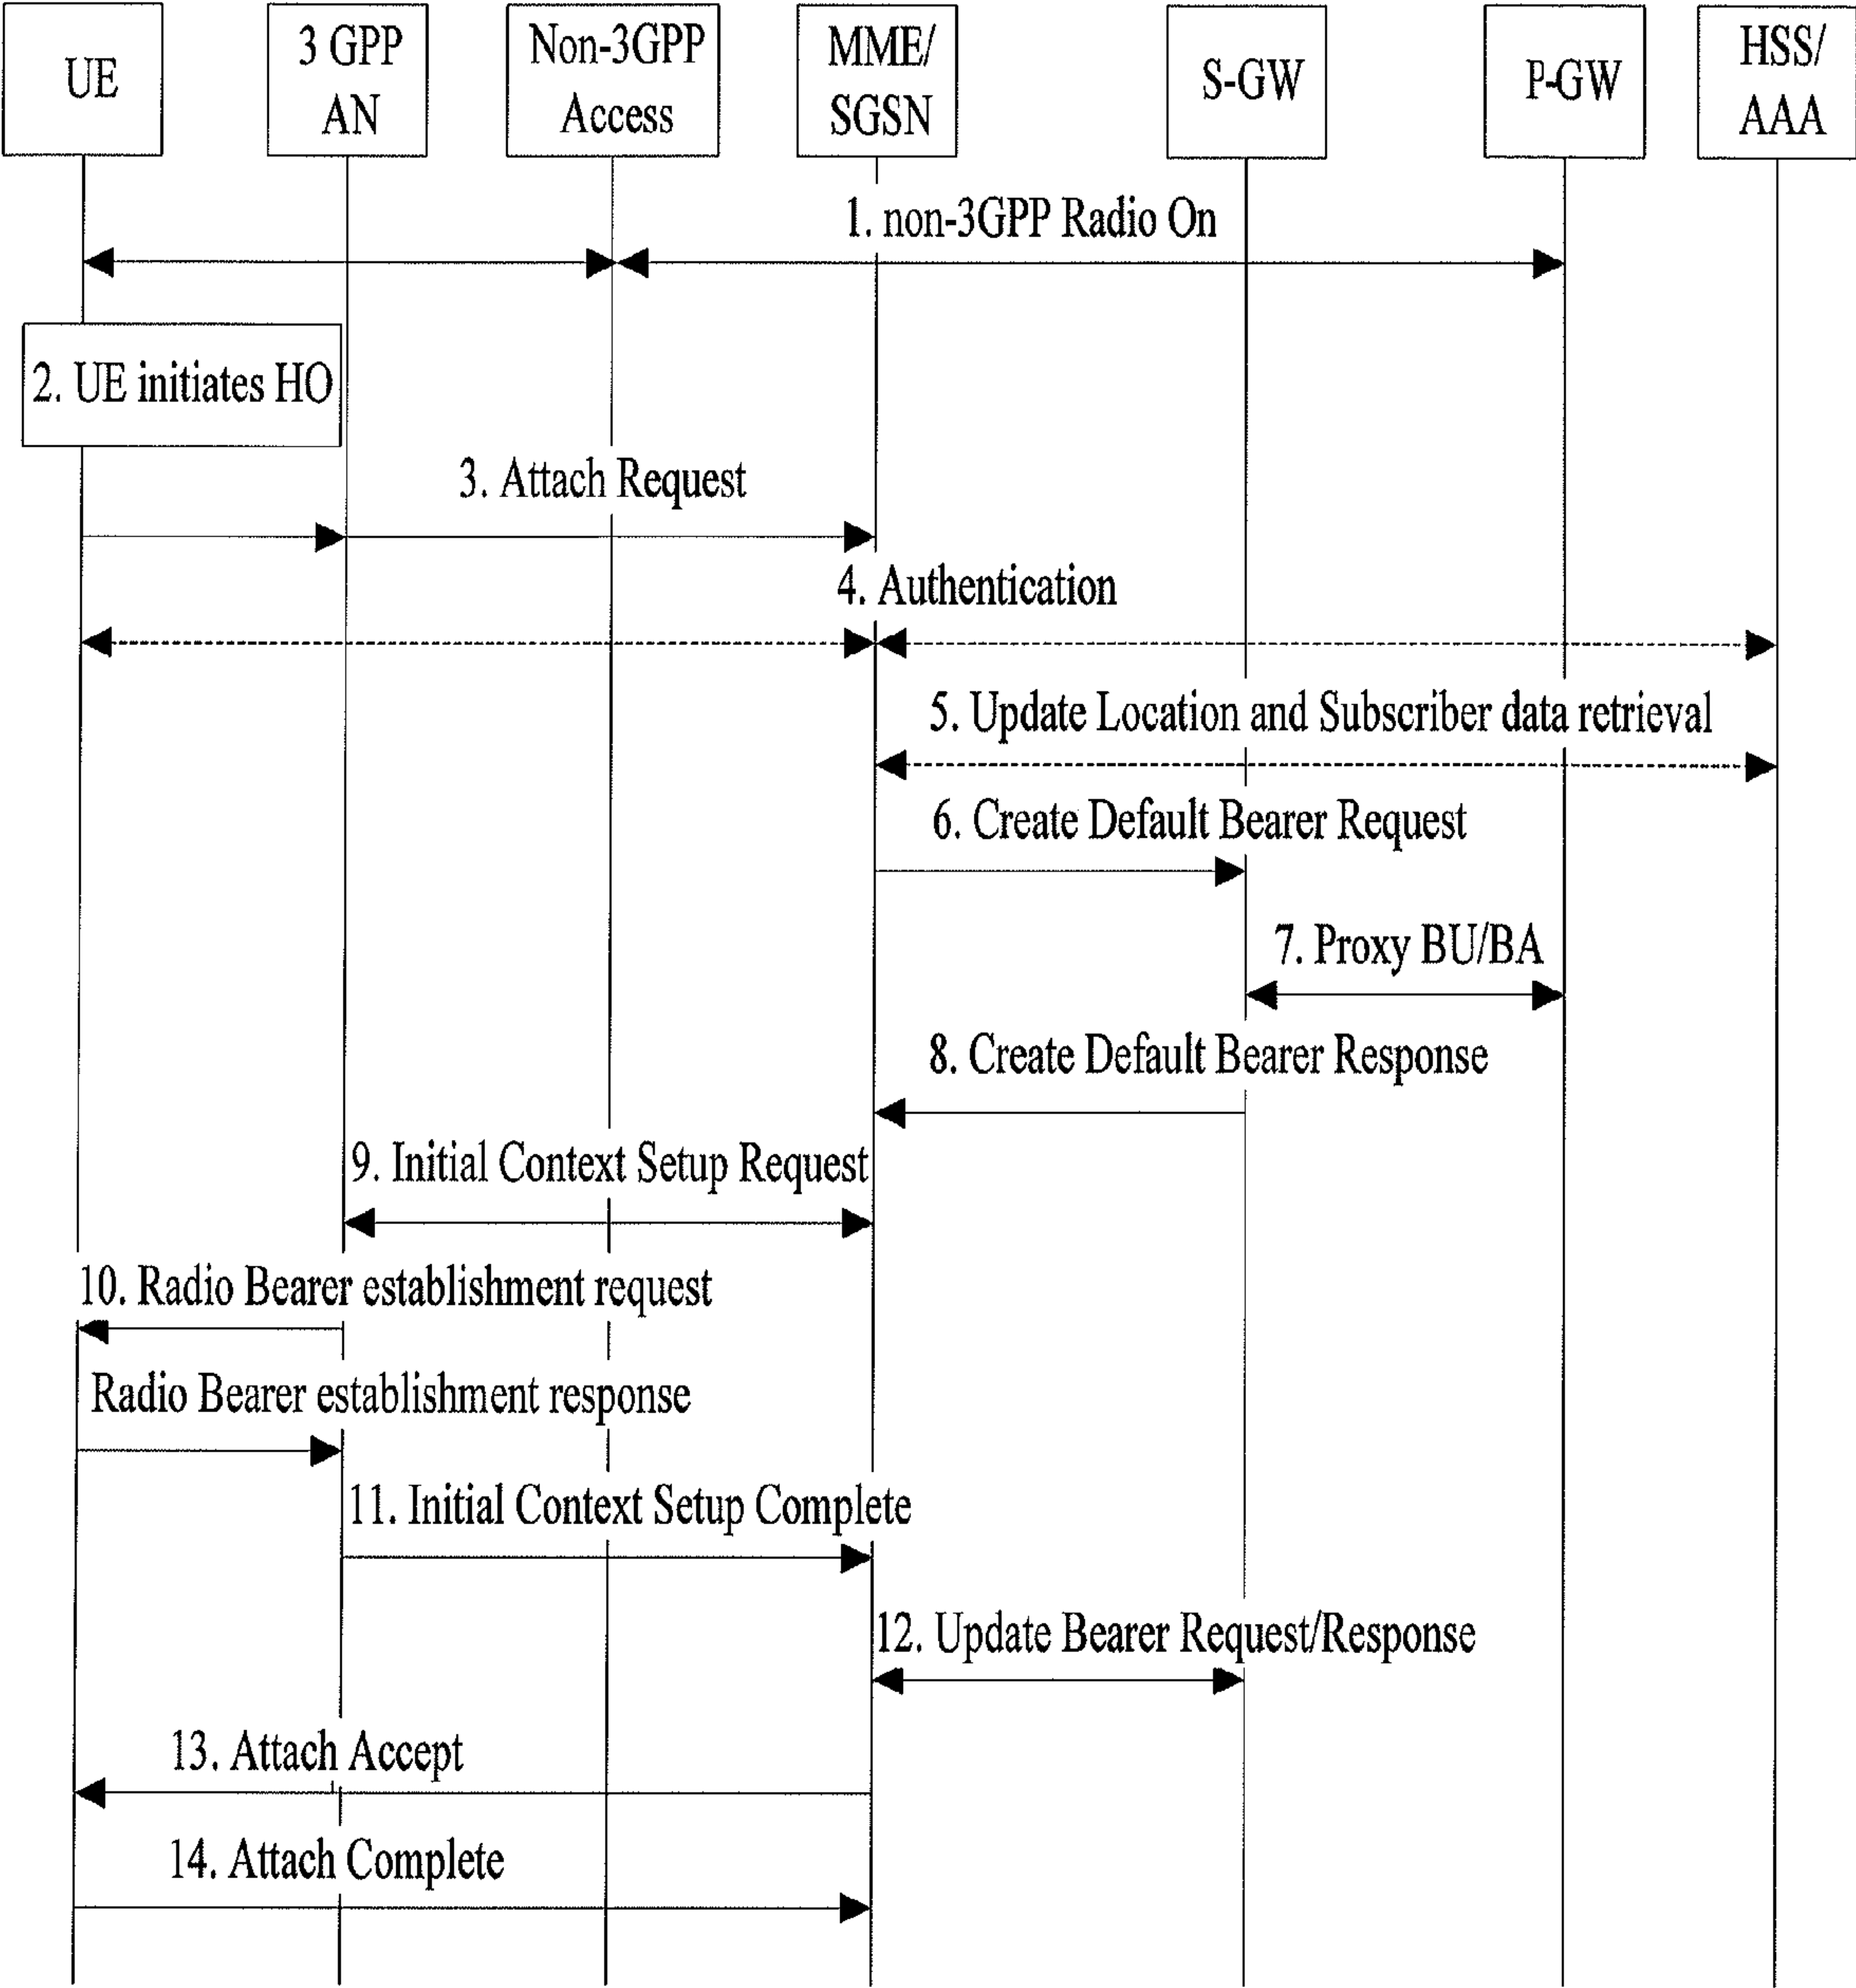 UE
3 GPP
AN
Non-3GPP
Access
MME/
SGSN
S-GW
P-GW
HSS/
AAA
1. non-3GPP Radio On
2. UE initiates HO
3. Attach Request
4. Authentication
5. Update Location and Subscriber data retrieval
6. Create Default Bearer Request
7. Proxy BU/BA
8. Create Default Bearer Response
9. Initial Context Setup Request
10. Radio Bearer establishment request
Radio Bearer establishment response
11. Initial Context Setup Complete
12. Update Bearer Request/Response
13. Attach Accept
14. Attach Complete